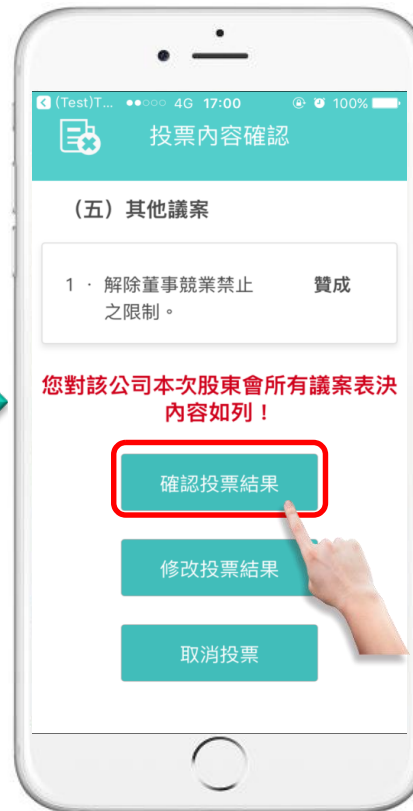 (Test)T... 4G 17:00 100%
投票內容確認
（五）其他議案
1 · 解除董事競業禁止 贊成
之限制。
您對該公司本次股東會所有議案表決
內容如列！
確認投票結果
修改投票結果
取消投票